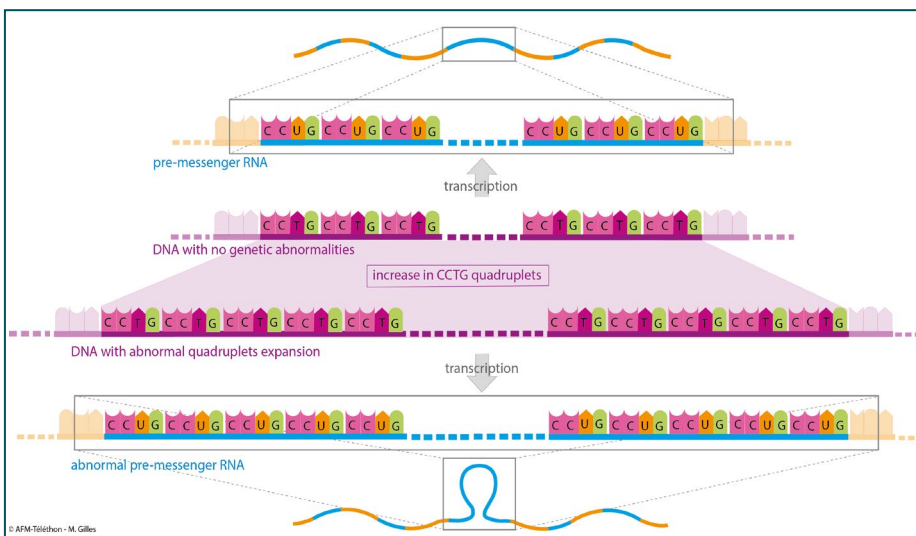 C C U G C C U G C C U G C C U G C C U G C C U G
pre-messenger RNA
transcription
C C T G C C T G C C T G C C T G C C T G C C T G
DNA with no genetic abnormalities
increase in CCTG quadruplets
C C T G C C T G C C T G C C T G C C T G C C T G C C T G C C T G C C T G C C T G
DNA with abnormal quadruplets expansion
transcription
C C U G C C U G C C U G C C U G C C U G C C U G C C U G C C U G C C U G C C U G
abnormal pre-messenger RNA
© AFM-Téléthon - M. Gilles